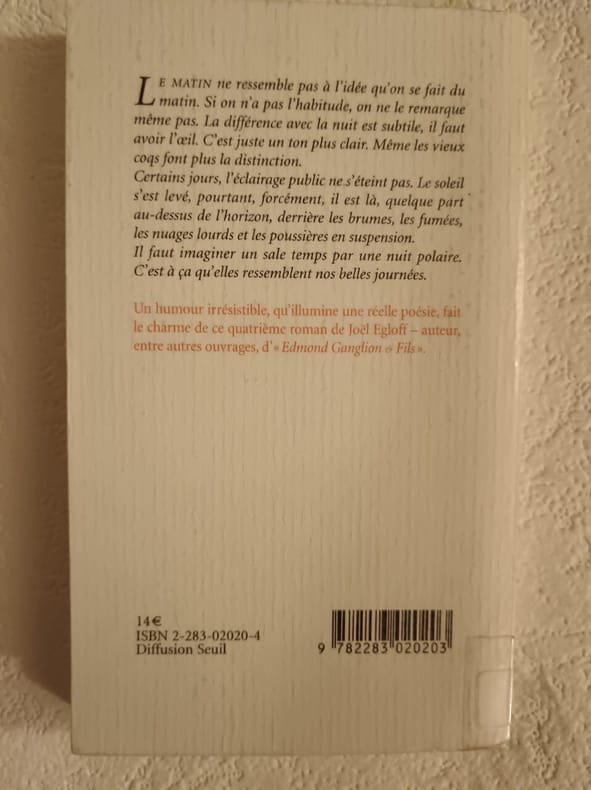 LE MATIN ne ressemble pas à l'idée qu'on se fait du
matin. Si on n'a pas l'habitude, on ne le remarque
même pas. La différence avec la nuit est subtile, il faut
avoir l'œil. C'est juste un ton plus clair. Même les vieux
coqs font plus la distinction.
Certains jours, l'éclairage public ne s'éteint pas. Le soleil
s'est levé, pourtant, forcément, il est là, quelque part
au-dessus de l'horizon, derrière les brumes, les fumées,
les nuages lourds et les poussières en suspension.
Il faut imaginer un sale temps par une nuit polaire.
C'est à ça qu'elles ressemblent nos belles journées.
Un humour irrésistible, qu'illumine une réelle poésie, fait
le charme de ce quatrième roman de Joël Egloff – auteur,
entre autres ouvrages, d'« Edmond Ganglion & Fils ».
14€
ISBN 2-283-02020-4
Diffusion Seuil
9 782283 020203